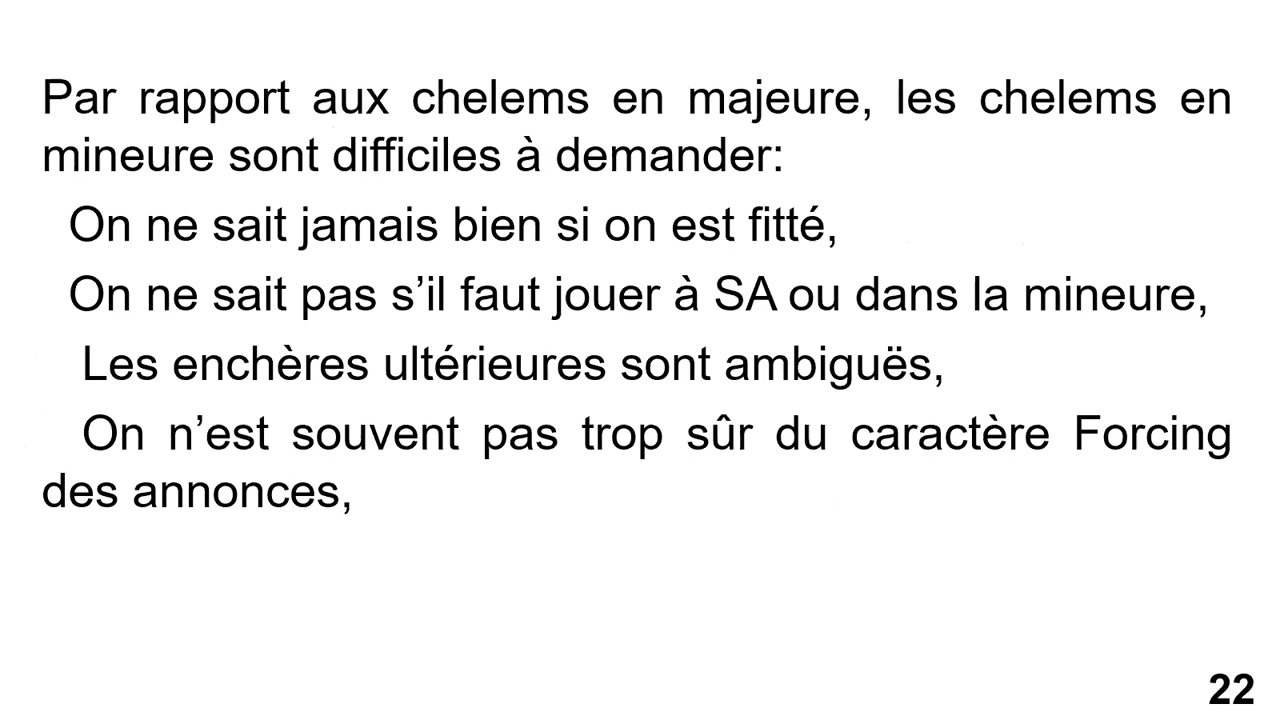 Par rapport aux chelems en majeure, les chelems en
mineure sont difficiles à demander:
On ne sait jamais bien si on est fitté,
On ne sait pas s’il faut jouer à SA ou dans la mineure,
Les enchères ultérieures sont ambiguës,
On n’est souvent pas trop sûr du caractère Forcing
des annonces,
22